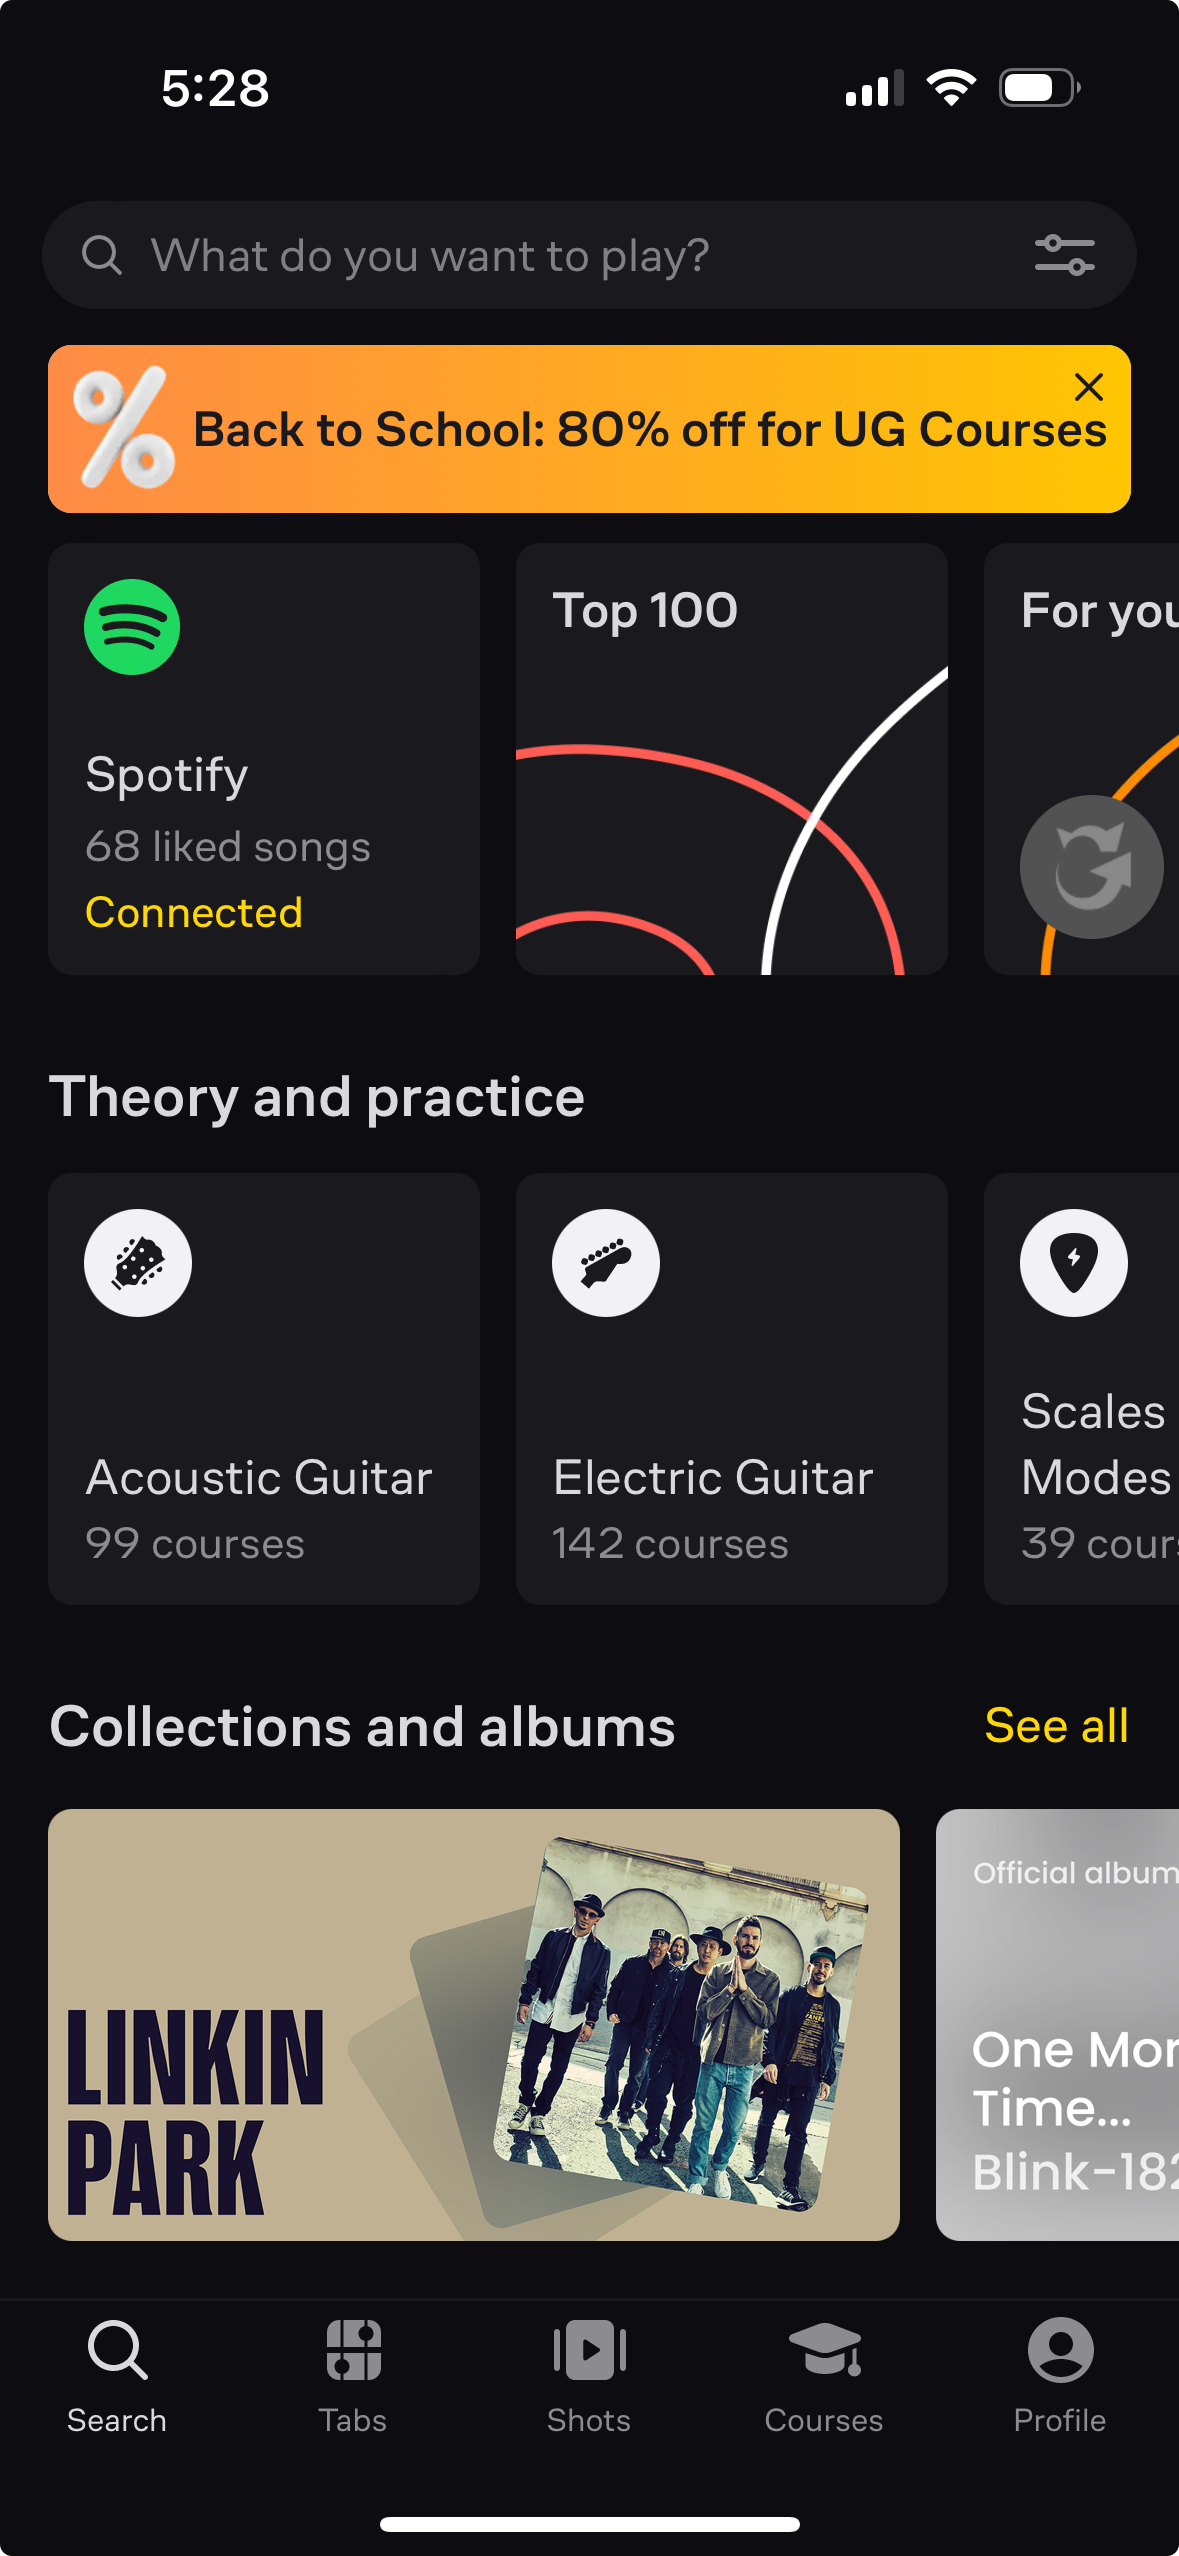 5:28
What do you want to play?
Back to School: 80% off for UG Courses
Spotify
68 liked songs
Connected
Top 100
For you
Theory and practice
Acoustic Guitar
99 courses
Electric Guitar
142 courses
Scales
Modes
39 cour
Collections and albums
See all
LINKIN
PARK
Official album
One Mor
Time...
Blink-182
Search
Tabs
Shots
Courses
Profile